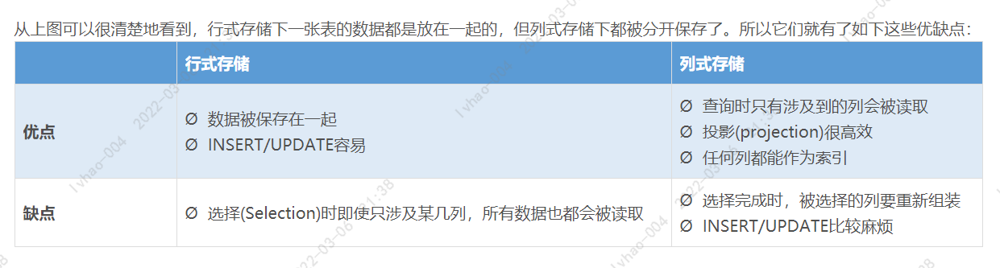 从上图可以很清楚地看到，行式存储下一张表的数据都是放在一起的，但列式存储下都被分开保存了。所以它们就有了如下这些优缺点：
行式存储 列式存储
优点
Ø 数据被保存在一起
Ø INSERT/UPDATE容易
Ø 查询时只有涉及到的列会被读取
Ø 投影(projection)很高效
Ø 任何列都能作为索引
缺点
Ø 选择(Selection)时即使只涉及某几列，所有数据也都会被读取
Ø 选择完成时，被选择的列要重新组装
Ø INSERT/UPDATE比较麻烦
lvhao-004 2022-03-06 11:38